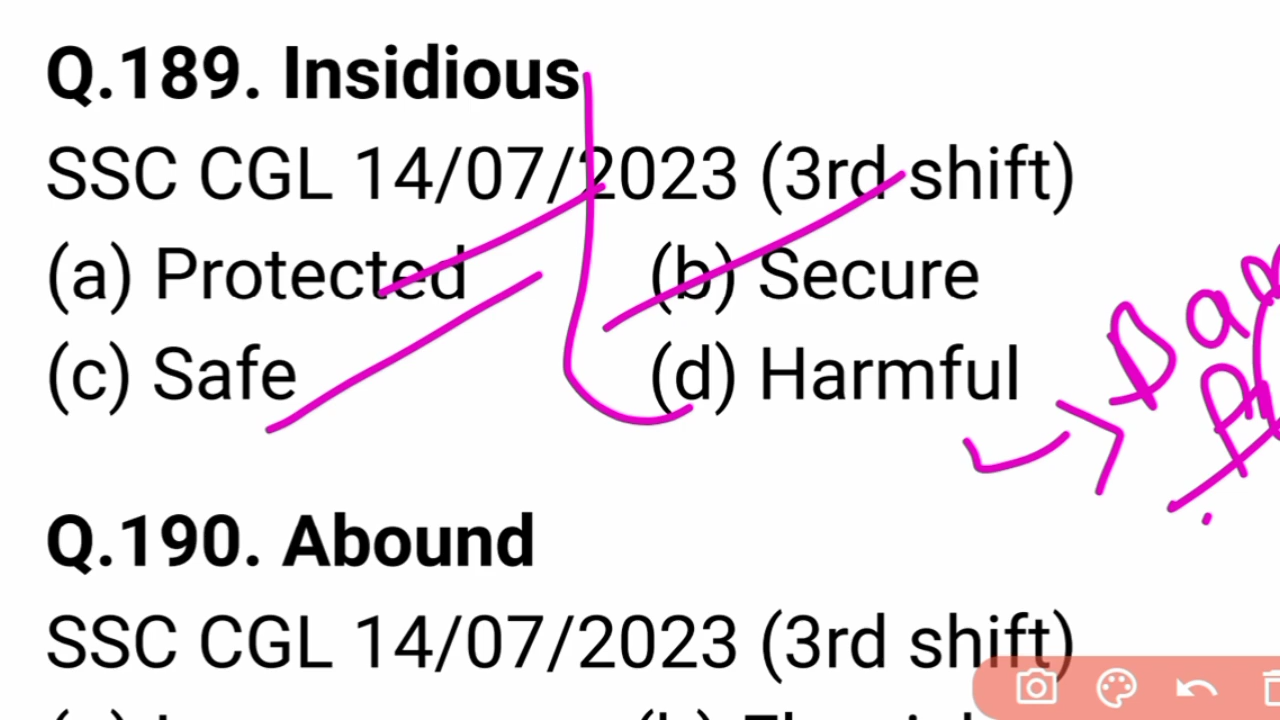 Q.189. Insidious
SSC CGL 14/07/2023 (3rd shift)
(a) Protected (b) Secure
(c) Safe (d) Harmful
Q.190. Abound
SSC CGL 14/07/2023 (3rd shift)